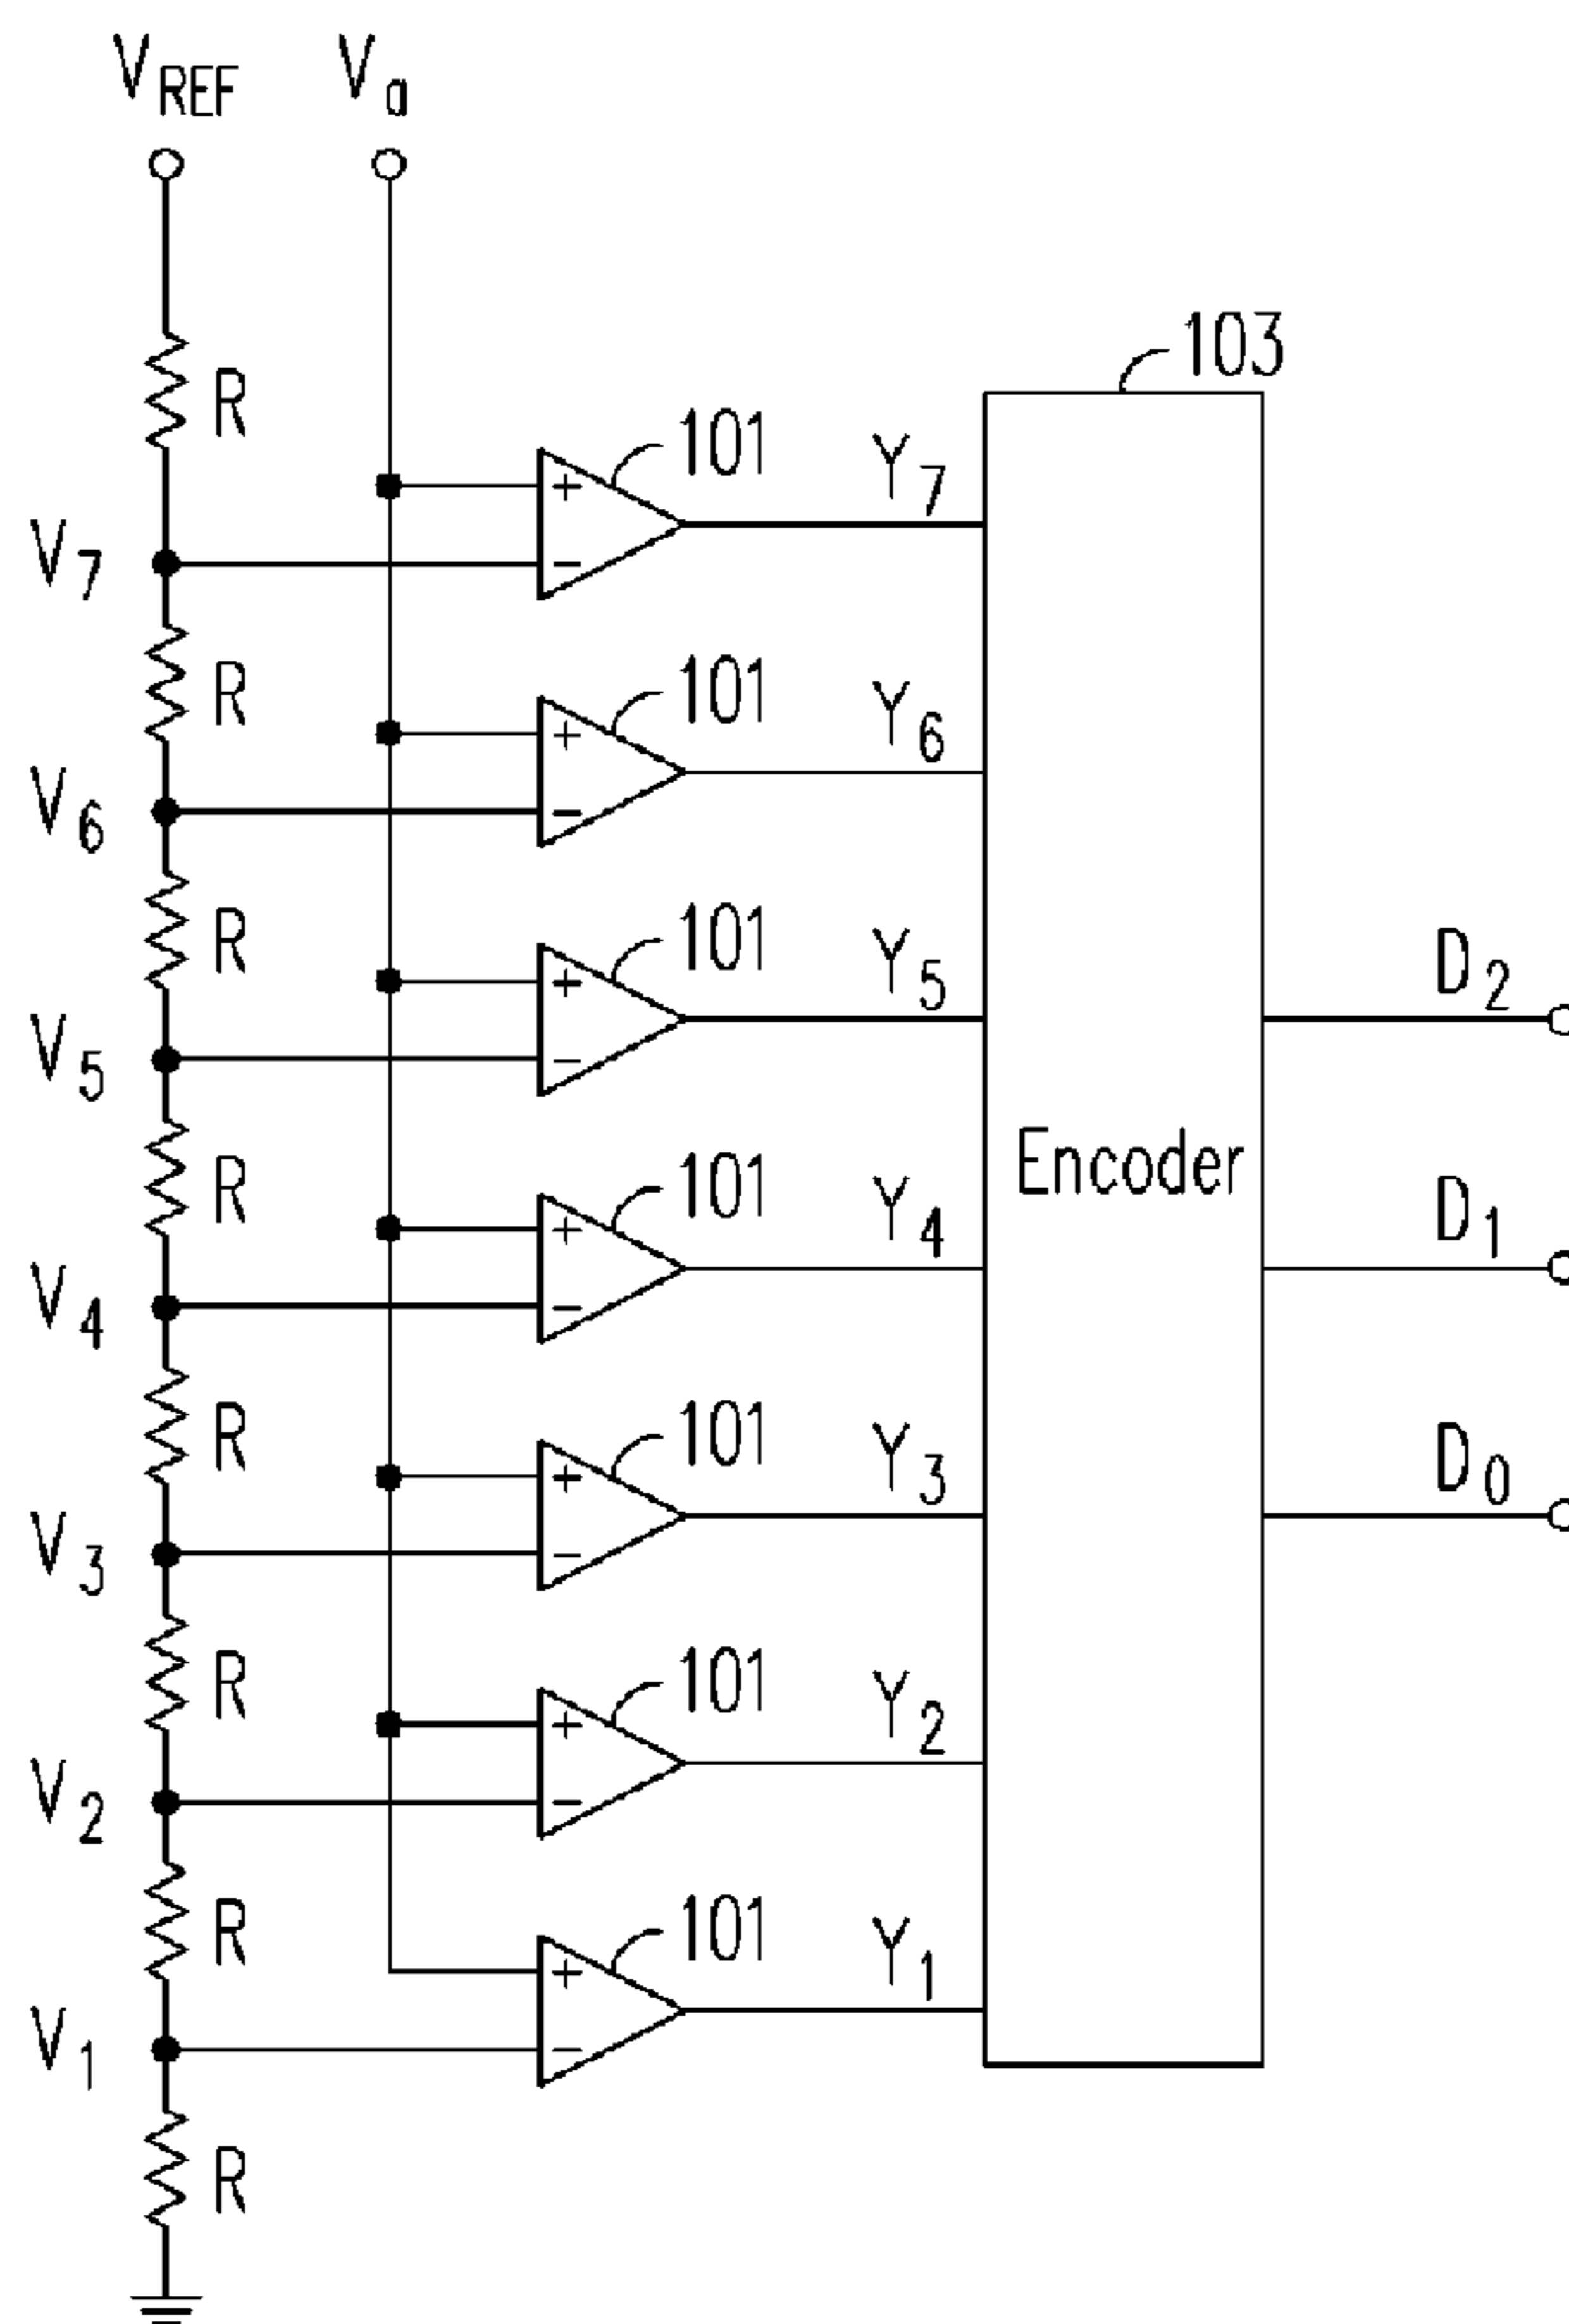 V_REF V_a
103
R
101 Y_7
V_7
R
101 Y_6
V_6
R
101 Y_5
D_2
V_5
Encoder
R
101 Y_4
D_1
V_4
R
101 Y_3
D_0
V_3
R
101 Y_2
V_2
R
101 Y_1
V_1
R